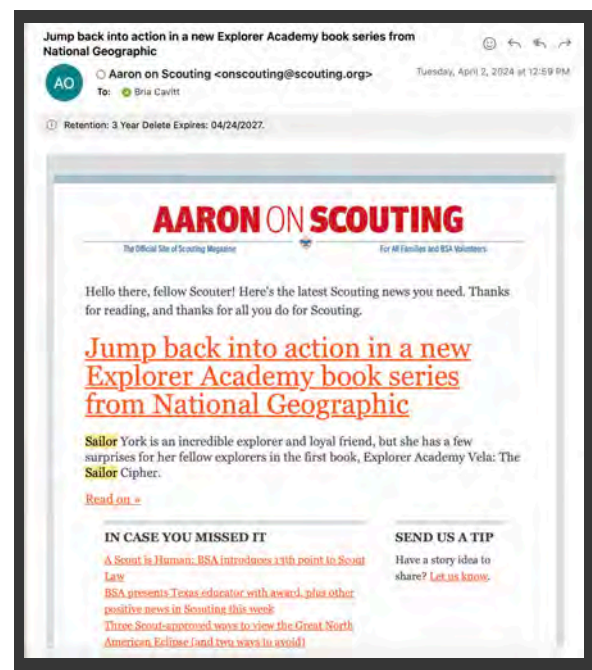 Jump back into action in a new Explorer Academy book series from
National Geographic
AO
Aaron on Scouting <onscouting@scouting.org>
Tuesday, April 2, 2024 at 12:59 PM
To: Bria Cavitt
Retention: 3 Year Delete Expires: 04/24/2027.
AARON ON SCOUTING
The Official Site of Scouting Magazine
For All Families and BSA Volunteers
Hello there, fellow Scouter! Here's the latest Scouting news you need. Thanks
for reading, and thanks for all you do for Scouting.
Jump back into action in a new
Explorer Academy book series
from National Geographic
Sailor York is an incredible explorer and loyal friend, but she has a few
surprises for her fellow explorers in the first book, Explorer Academy Vela: The
Sailor Cipher.
Read on »
IN CASE YOU MISSED IT
A Scout is Human: BSA introduces 13th point to Scout
Law
BSA presents Texas educator with award, plus other
positive news in Scouting this week
Three Scout-approved ways to view the Great North
American Eclipse (and two ways to avoid)
SEND US A TIP
Have a story idea to
share? Let us know.